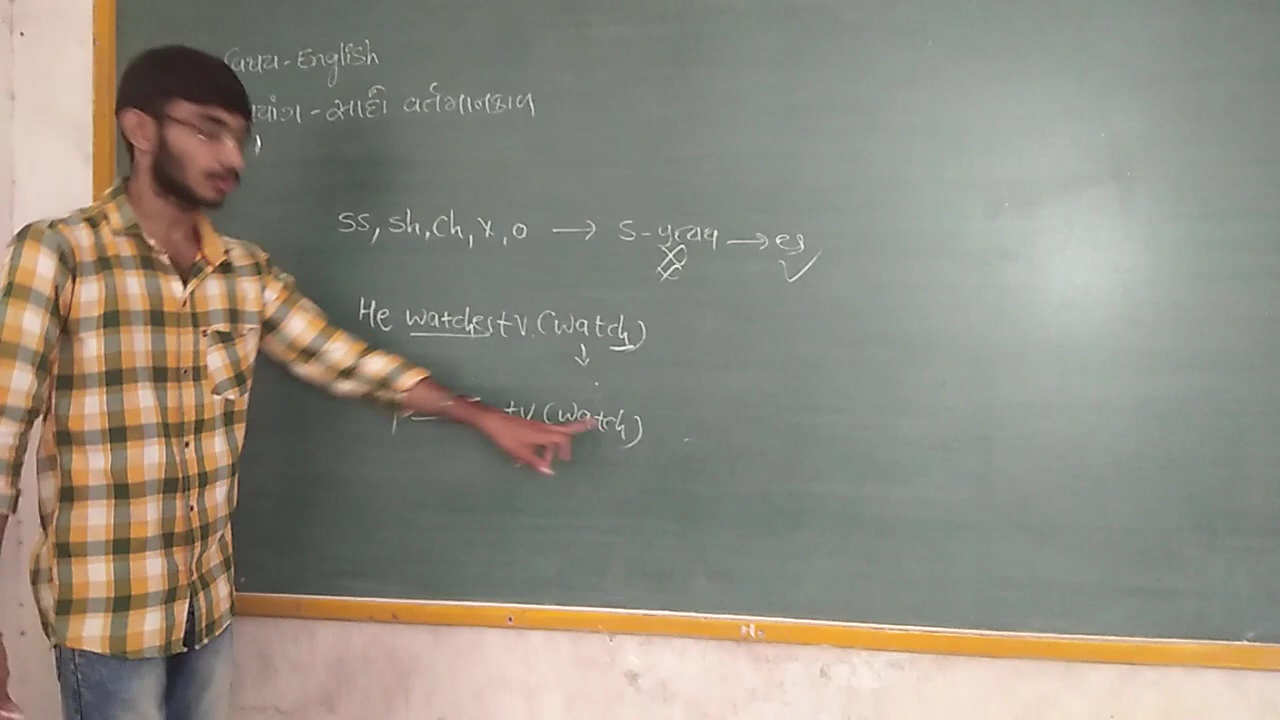 વિષય-English
સાદો વર્તમાનકાળ
ss, sh, ch, x, o → s-પ્રત્યય → es ✓
He watches tv. (watch)
↓
tv (watch)